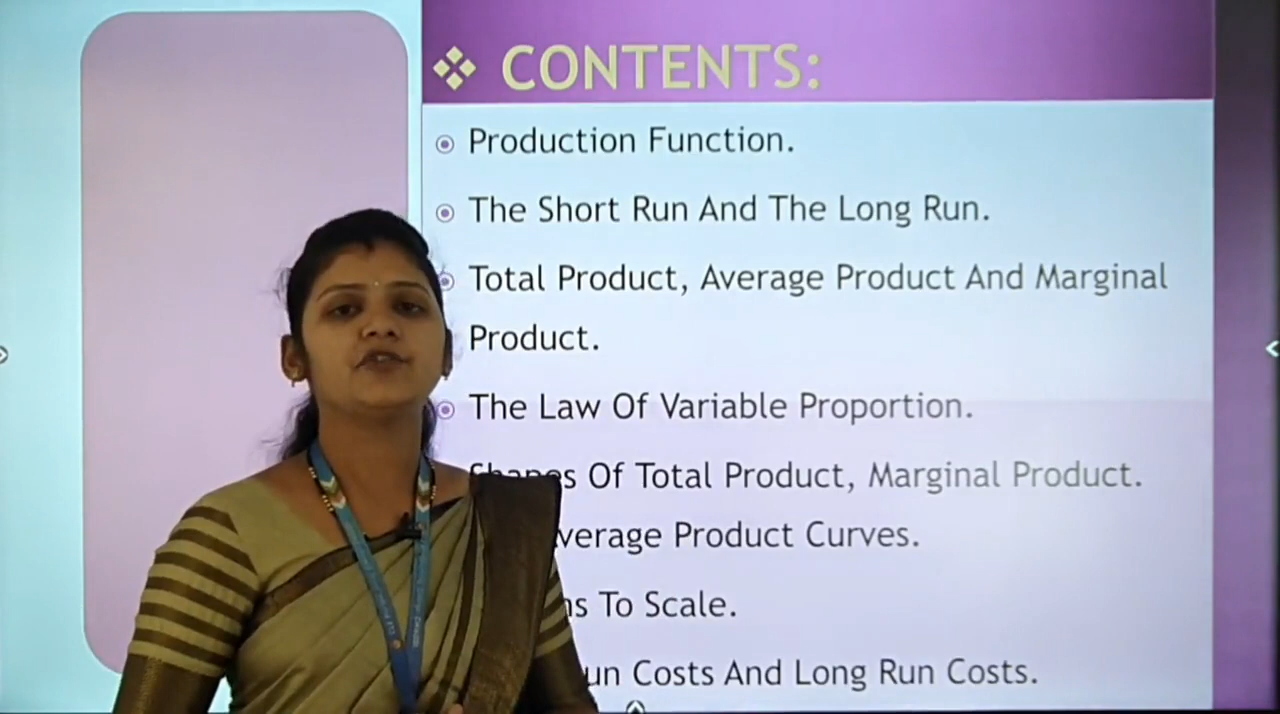 CONTENTS:
Production Function.
The Short Run And The Long Run.
Total Product, Average Product And Marginal
Product.
The Law Of Variable Proportion.
Shapes Of Total Product, Marginal Product.
verage Product Curves.
ns To Scale.
un Costs And Long Run Costs.